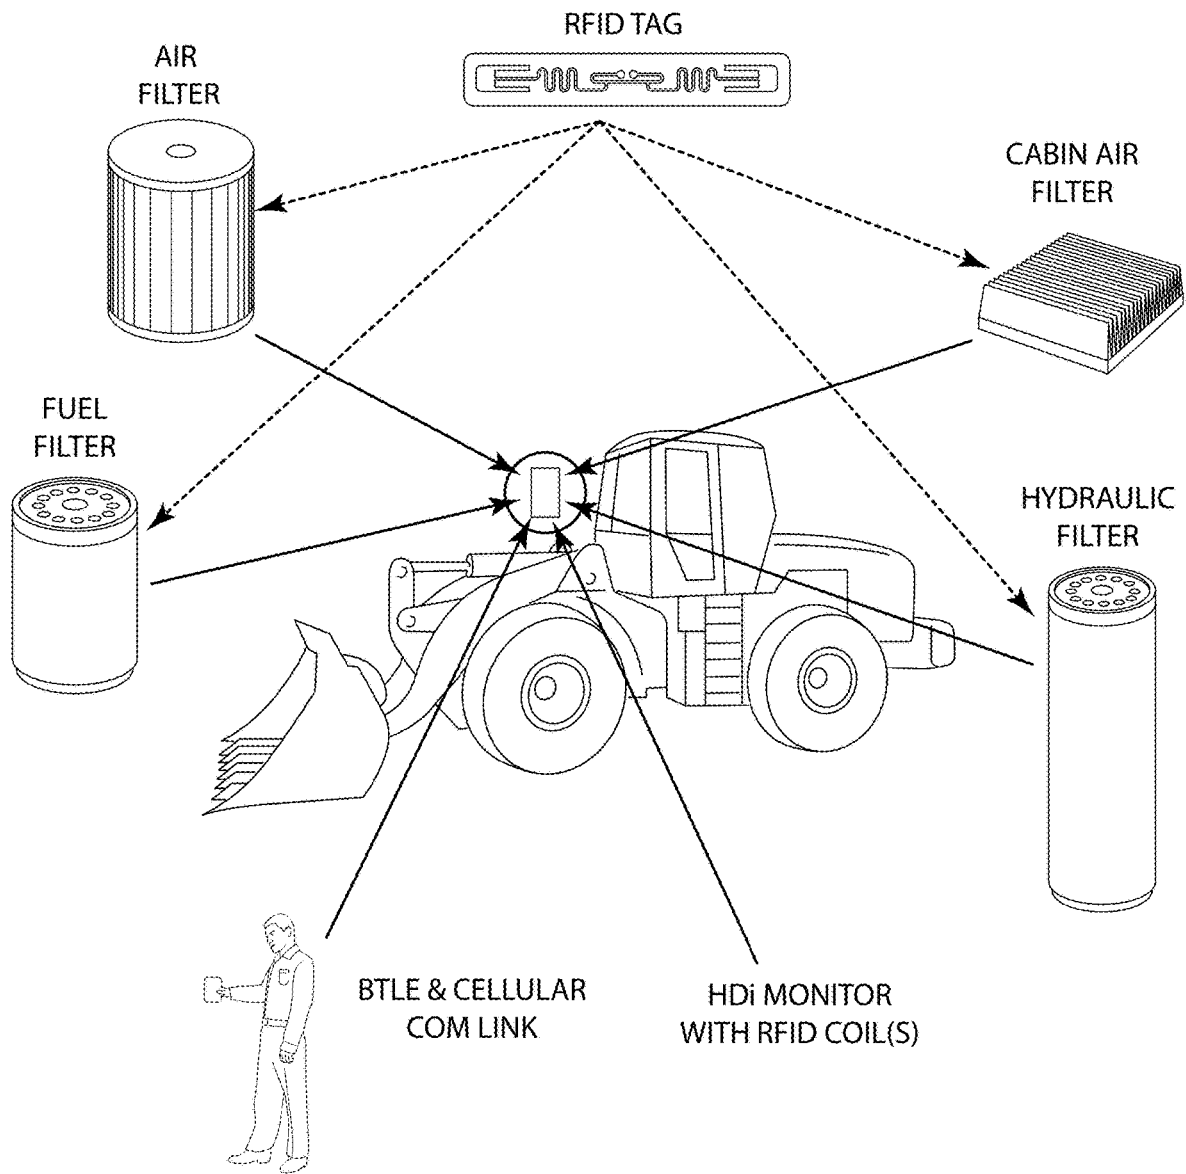 RFID TAG
AIR
FILTER
CABIN AIR
FILTER
FUEL
FILTER
HYDRAULIC
FILTER
BTLE & CELLULAR
COM LINK
HDi MONITOR
WITH RFID COIL(S)